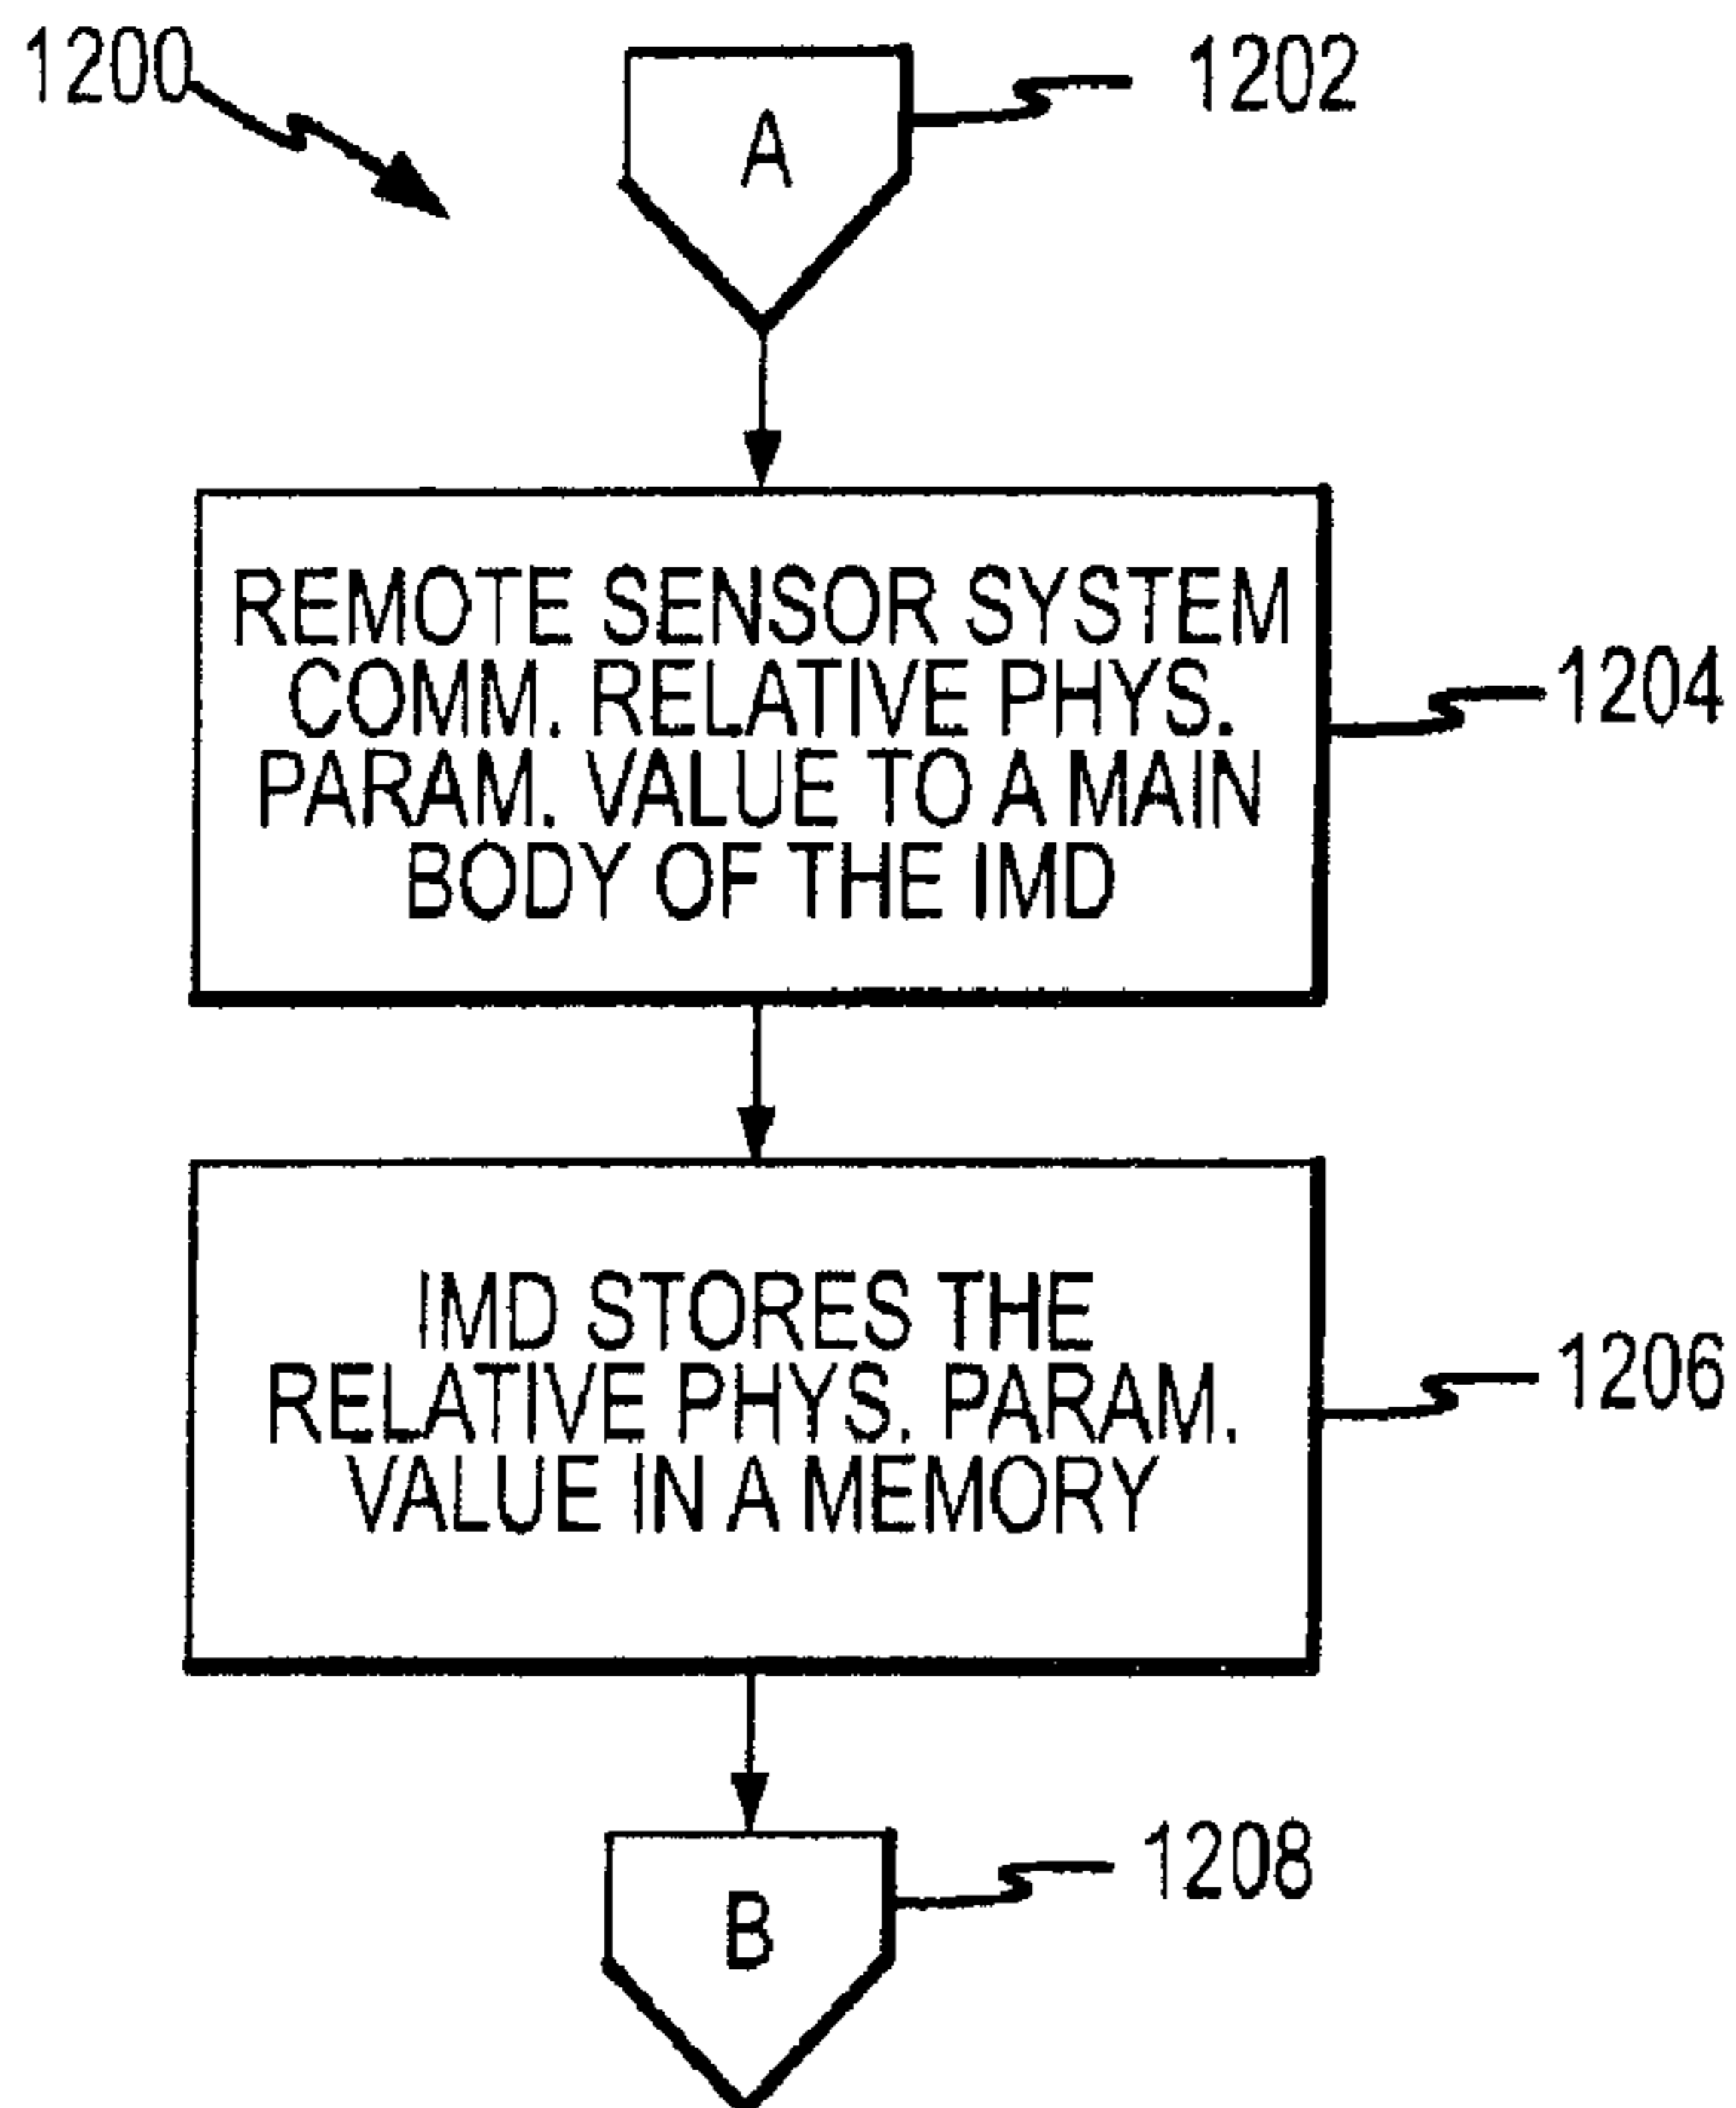 1200
A
1202
REMOTE SENSOR SYSTEM
COMM. RELATIVE PHYS.
PARAM. VALUE TO A MAIN
BODY OF THE IMD
1204
IMD STORES THE
RELATIVE PHYS. PARAM.
VALUE IN A MEMORY
1206
B
1208